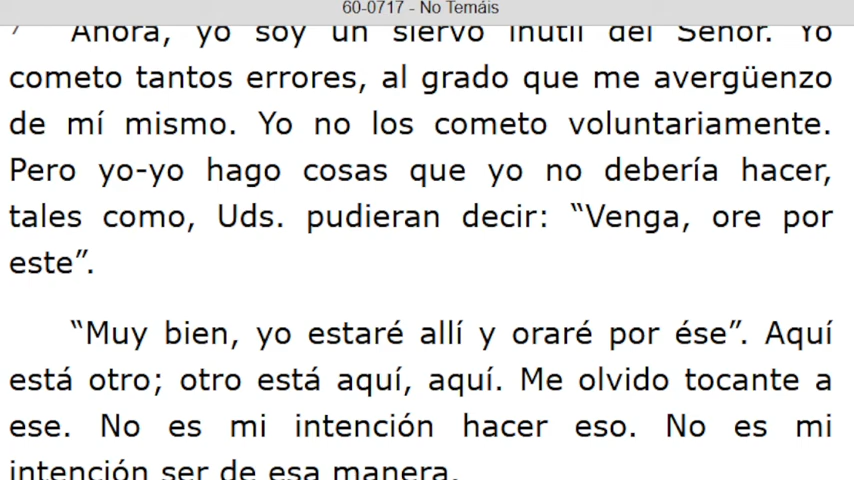 60-0717 - No Temáis
7 Ahora, yo soy un siervo inútil del Señor. Yo
cometo tantos errores, al grado que me avergüenzo
de mí mismo. Yo no los cometo voluntariamente.
Pero yo-yo hago cosas que yo no debería hacer,
tales como, Uds. pudieran decir: “Venga, ore por
este”.
“Muy bien, yo estaré allí y oraré por ése”. Aquí
está otro; otro está aquí, aquí. Me olvido tocante a
ese. No es mi intención hacer eso. No es mi
intención ser de esa manera.